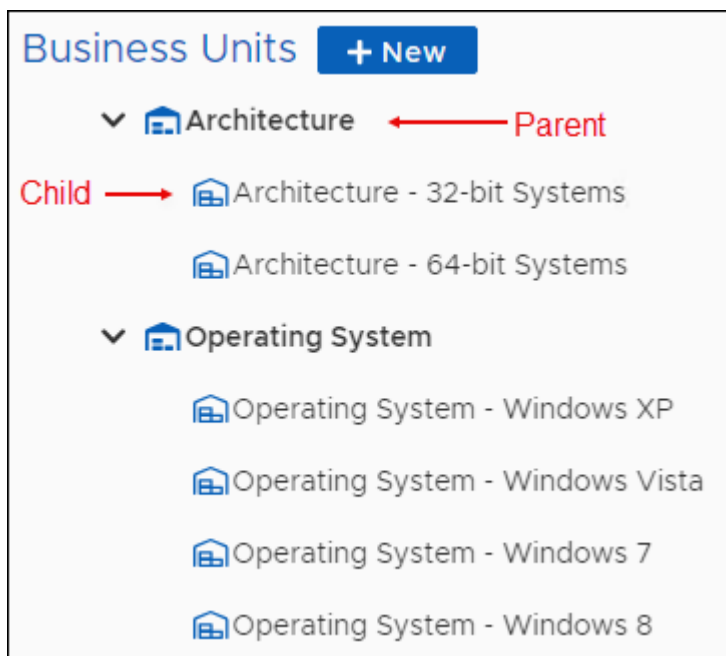 Business Units + New
Architecture Parent
Child Architecture - 32-bit Systems
Architecture - 64-bit Systems
Operating System
Operating System - Windows XP
Operating System - Windows Vista
Operating System - Windows 7
Operating System - Windows 8